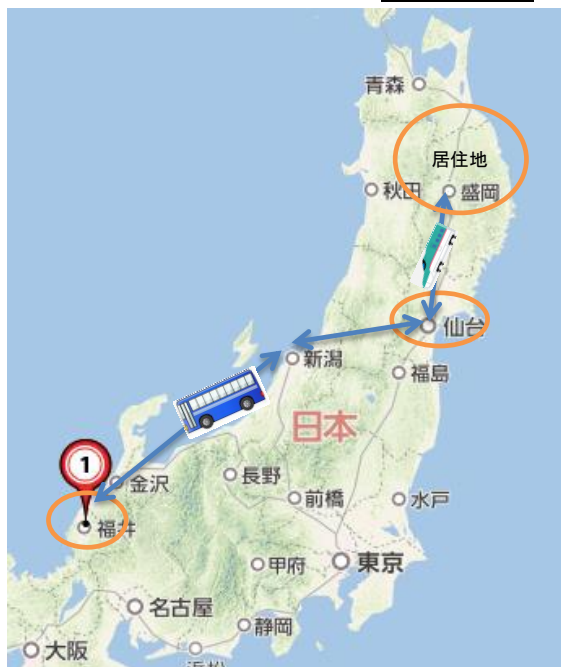 青森
居住地
秋田
盛岡
仙台
新潟
福島
日本
1
金沢
長野
福井
前橋
水戸
甲府
東京
名古屋
静岡
大阪
浜松